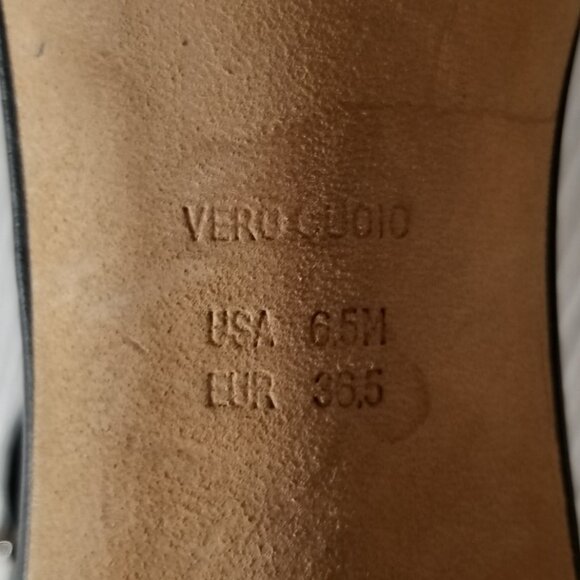 VERO CUOIO
USA 6.5M
EUR 36,5